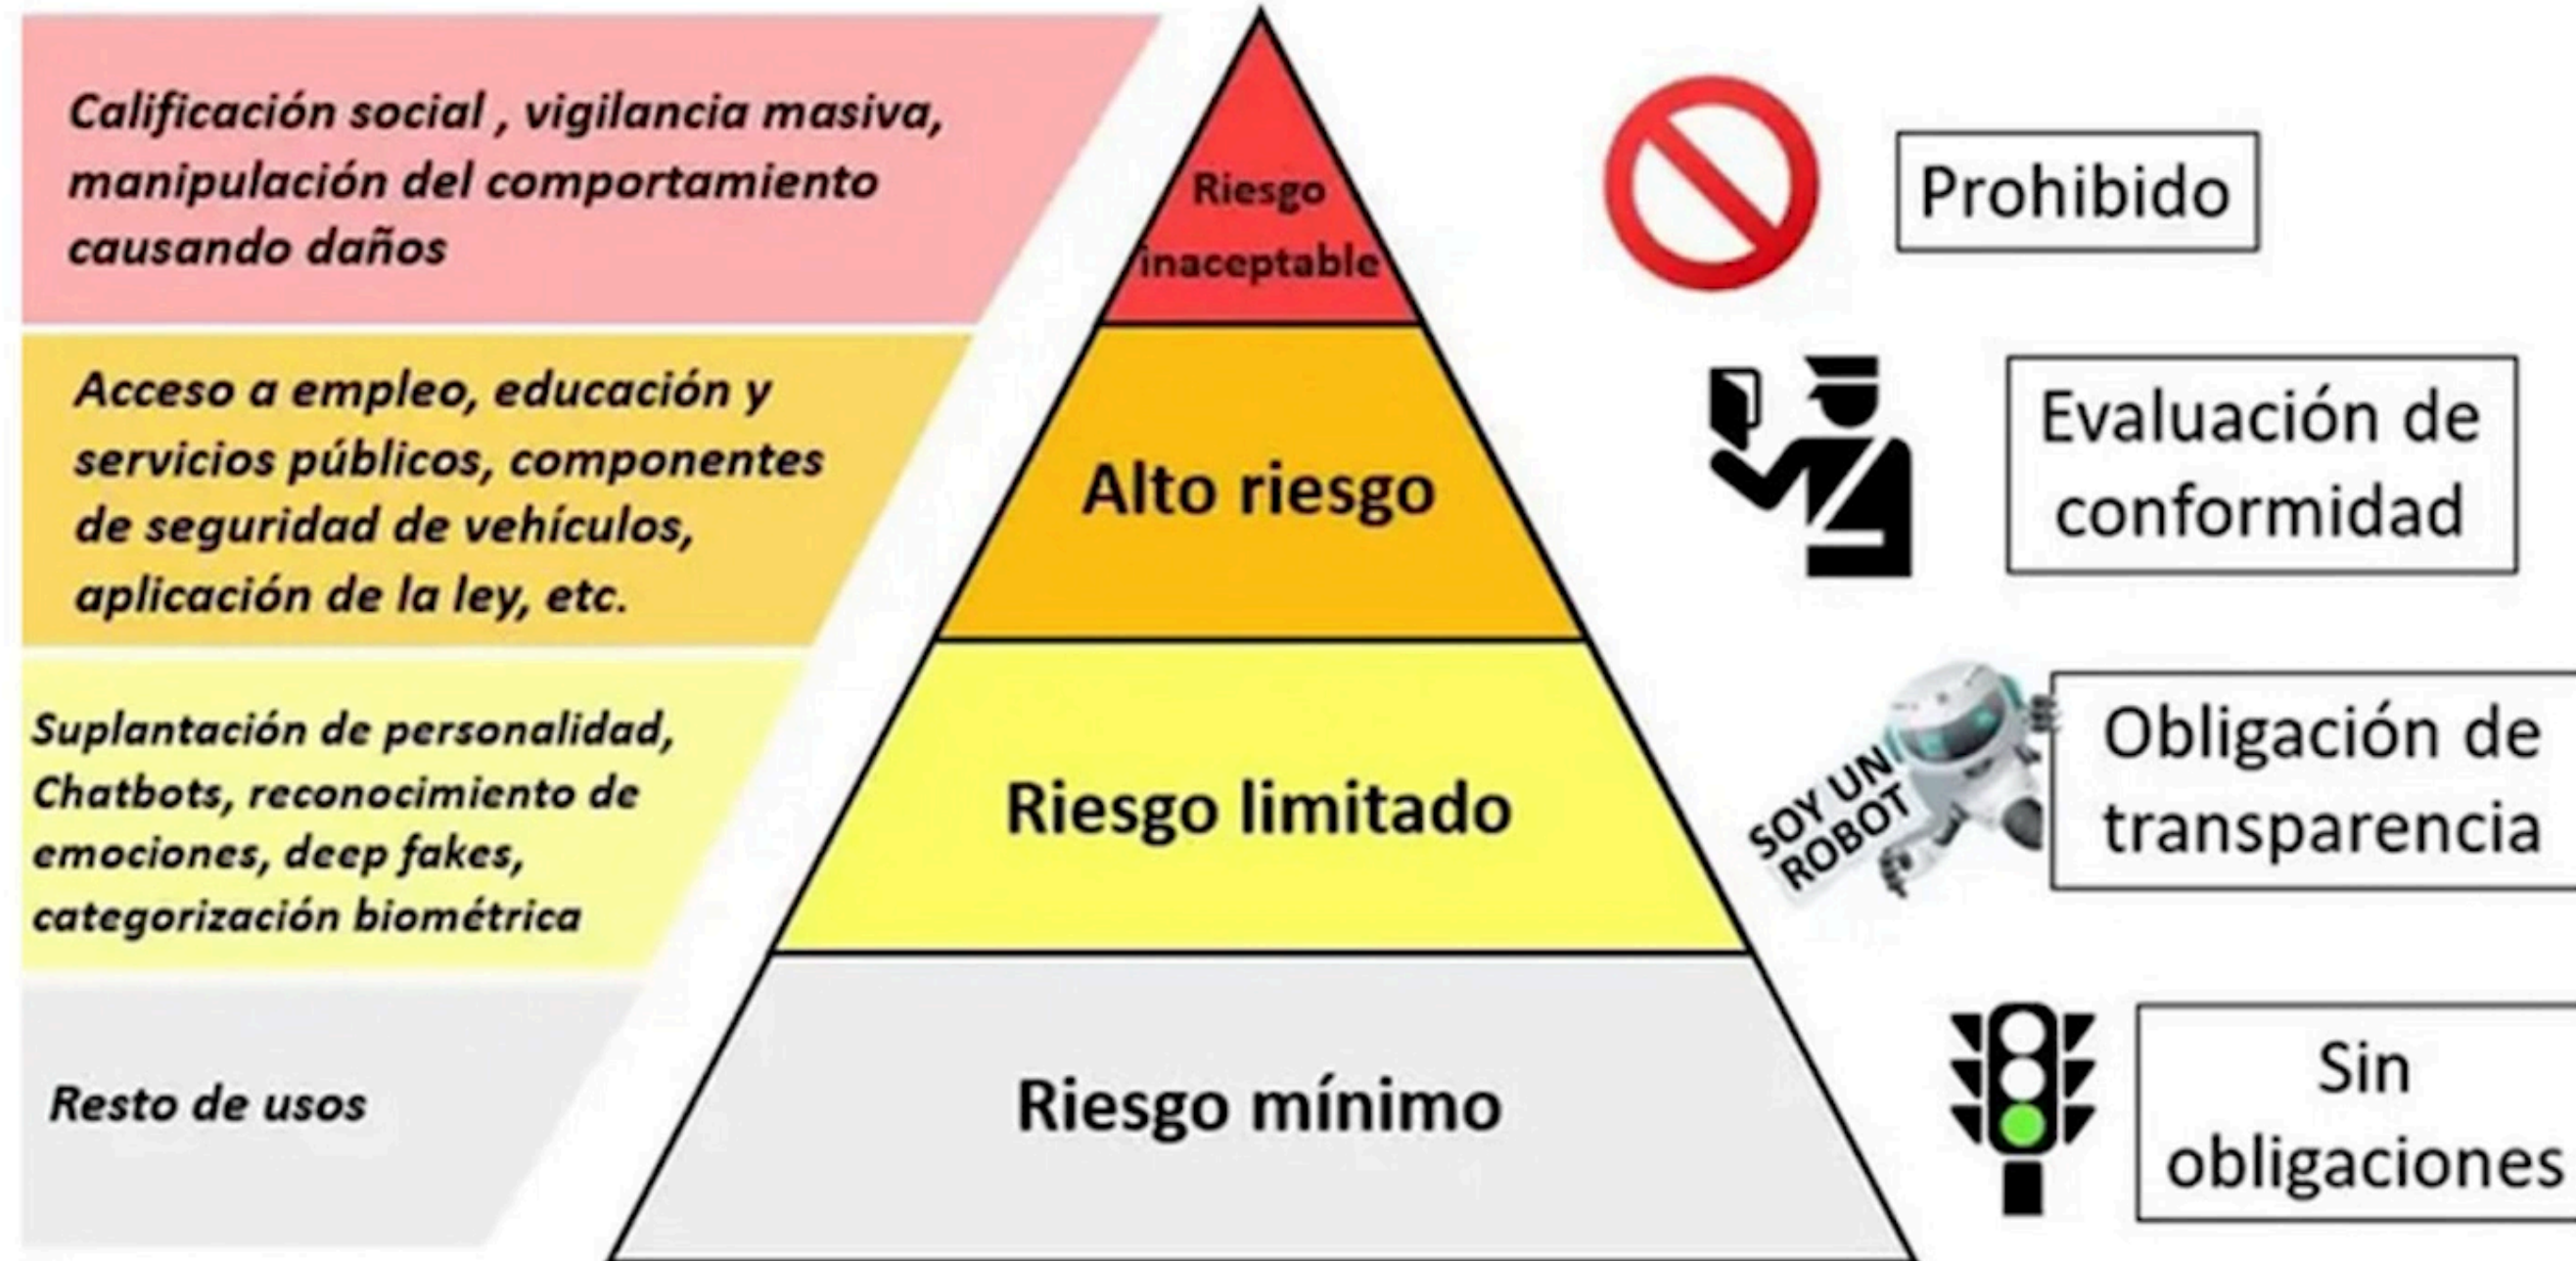 Calificación social , vigilancia masiva,
manipulación del comportamiento
causando daños
Riesgo
inaceptable
Prohibido
Acceso a empleo, educación y
servicios públicos, componentes
de seguridad de vehículos,
aplicación de la ley, etc.
Alto riesgo
Evaluación de
conformidad
Suplantación de personalidad,
Chatbots, reconocimiento de
emociones, deep fakes,
categorización biométrica
Riesgo limitado
SOY UN
ROBOT
Obligación de
transparencia
Resto de usos
Riesgo mínimo
Sin
obligaciones